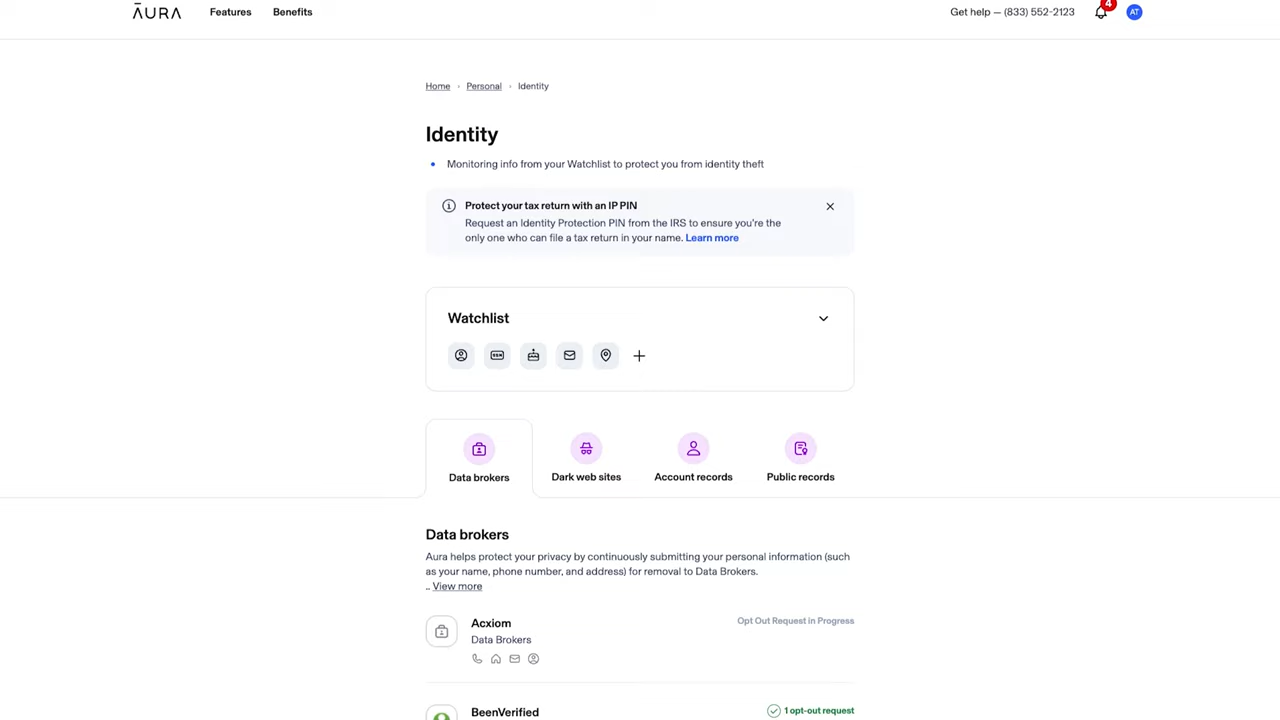 ĀURA
Features
Benefits
Get help — (833) 552-2123
4
AT
Home
Personal
Identity
Identity
Monitoring info from your Watchlist to protect you from identity theft
Protect your tax return with an IP PIN
Request an Identity Protection PIN from the IRS to ensure you're the
only one who can file a tax return in your name. Learn more
Watchlist
SSN
Data brokers
Dark web sites
Account records
Public records
Data brokers
Aura helps protect your privacy by continuously submitting your personal information (such
as your name, phone number, and address) for removal to Data Brokers.
.. View more
Acxiom
Opt Out Request in Progress
Data Brokers
BeenVerified
1 opt-out request